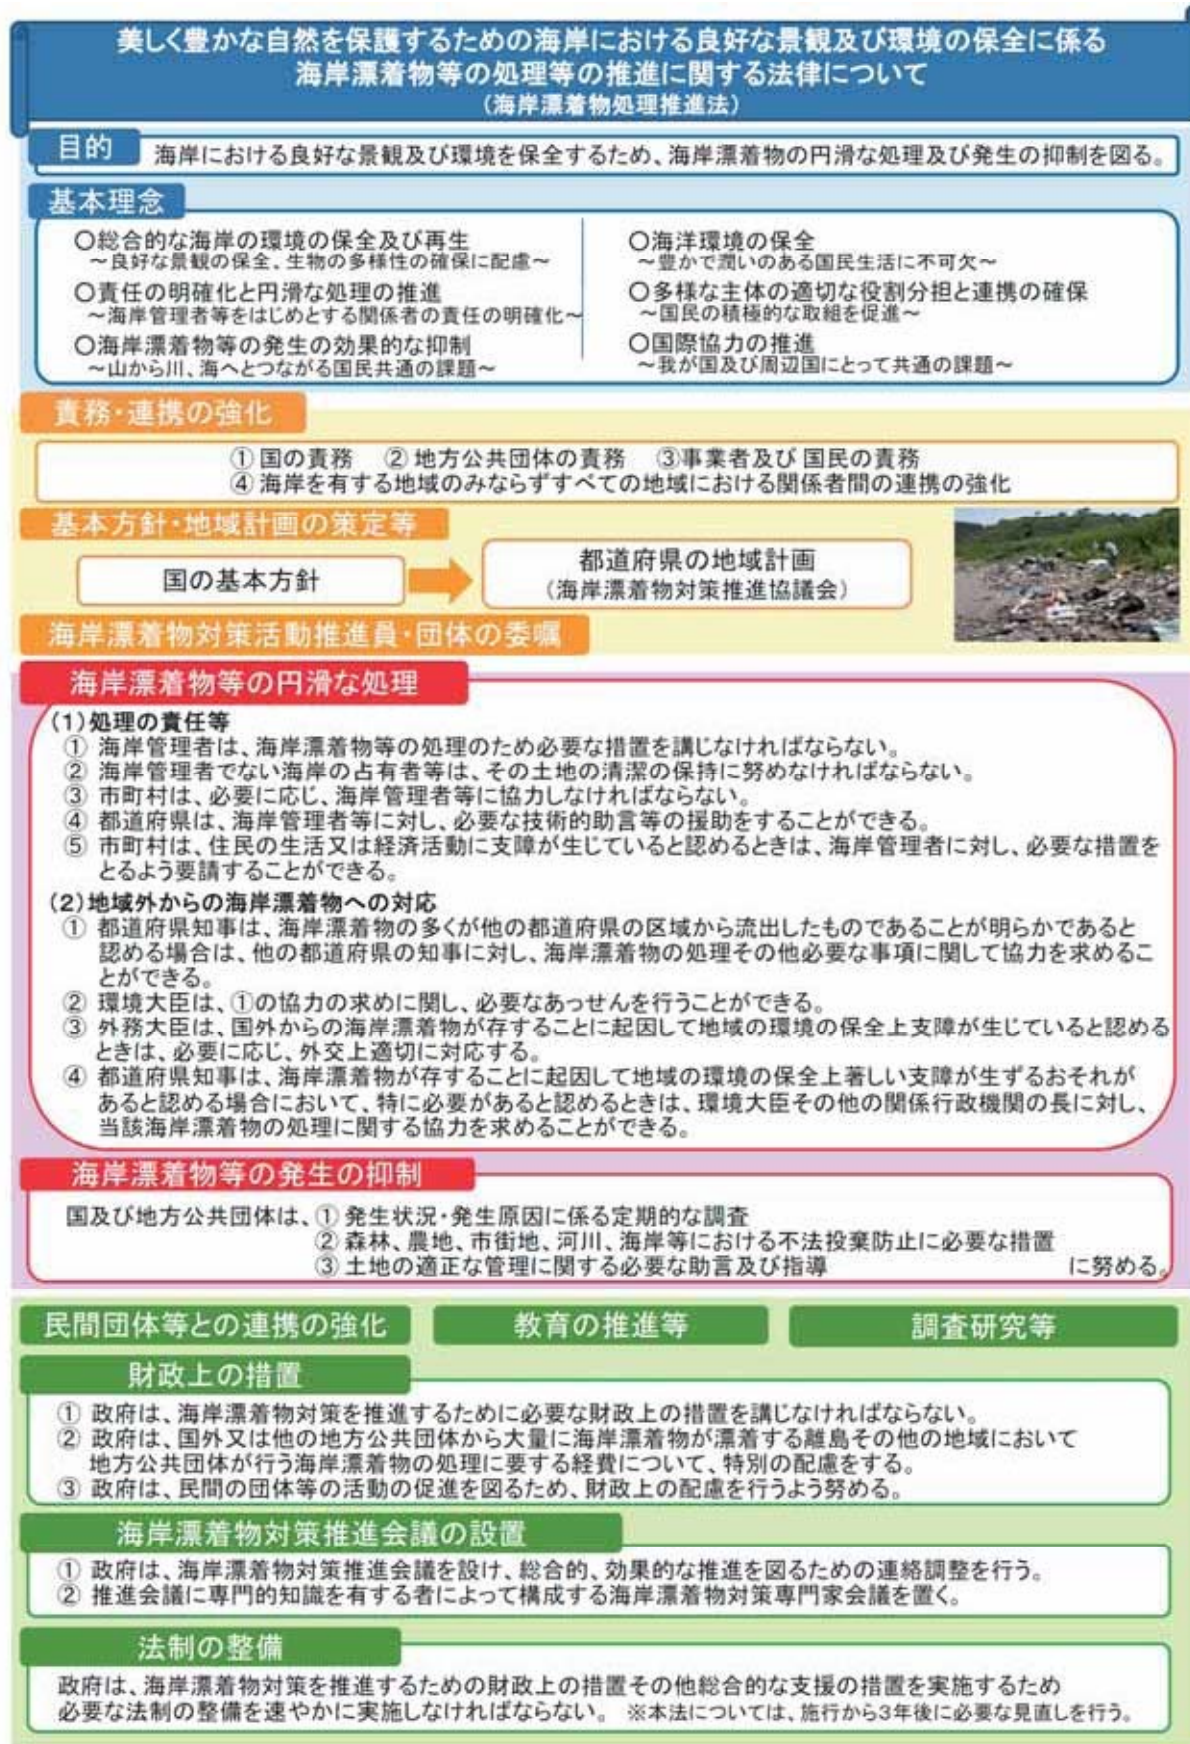 美しく豊かな自然を保護するための海岸における良好な景観及び環境の保全に係る
海岸漂着物等の処理等の推進に関する法律について
（海岸漂着物処理推進法）
目的
海岸における良好な景観及び環境を保全するため、海岸漂着物の円滑な処理及び発生の抑制を図る。
基本理念
○総合的な海岸の環境の保全及び再生
～良好な景観の保全、生物の多様性の確保に配慮～
○責任の明確化と円滑な処理の推進
～海岸管理者等をはじめとする関係者の責任の明確化～
○海岸漂着物等の発生の効果的な抑制
～山から川、海へとつながる国民共通の課題～
○海洋環境の保全
～豊かで潤いのある国民生活に不可欠～
○多様な主体の適切な役割分担と連携の確保
～国民の積極的な取組を促進～
○国際協力の推進
～我が国及び周辺国にとって共通の課題～
責務・連携の強化
① 国の責務　② 地方公共団体の責務　③事業者及び 国民の責務
④ 海岸を有する地域のみならずすべての地域における関係者間の連携の強化
基本方針・地域計画の策定等
国の基本方針
都道府県の地域計画
（海岸漂着物対策推進協議会）
海岸漂着物対策活動推進員・団体の委嘱
海岸漂着物等の円滑な処理
（1）処理の責任等
① 海岸管理者は、海岸漂着物等の処理のため必要な措置を講じなければならない。
② 海岸管理者でない海岸の占有者等は、その土地の清潔の保持に努めなければならない。
③ 市町村は、必要に応じ、海岸管理者等に協力しなければならない。
④ 都道府県は、海岸管理者等に対し、必要な技術的助言等の援助をすることができる。
⑤ 市町村は、住民の生活又は経済活動に支障が生じていると認めるときは、海岸管理者に対し、必要な措置を
とるよう要請することができる。
（2）地域外からの海岸漂着物への対応
① 都道府県知事は、海岸漂着物の多くが他の都道府県の区域から流出したものであることが明らかであると
認める場合は、他の都道府県の知事に対し、海岸漂着物の処理その他必要な事項に関して協力を求めるこ
とができる。
② 環境大臣は、①の協力の求めに関し、必要なあっせんを行うことができる。
③ 外務大臣は、国外からの海岸漂着物が存することに起因して地域の環境の保全上支障が生じていると認める
ときは、必要に応じ、外交上適切に対応する。
④ 都道府県知事は、海岸漂着物が存することに起因して地域の環境の保全上著しい支障が生ずるおそれが
あると認める場合において、特に必要があると認めるときは、環境大臣その他の関係行政機関の長に対し、
当該海岸漂着物の処理に関する協力を求めることができる。
海岸漂着物等の発生の抑制
国及び地方公共団体は、① 発生状況・発生原因に係る定期的な調査
② 森林、農地、市街地、河川、海岸等における不法投棄防止に必要な措置
③ 土地の適正な管理に関する必要な助言及び指導　に努める。
民間団体等との連携の強化
教育の推進等
調査研究等
財政上の措置
① 政府は、海岸漂着物対策を推進するために必要な財政上の措置を講じなければならない。
② 政府は、国外又は他の地方公共団体から大量に海岸漂着物が漂着する離島その他の地域において
地方公共団体が行う海岸漂着物の処理に要する経費について、特別の配慮をする。
③ 政府は、民間の団体等の活動の促進を図るため、財政上の配慮を行うよう努める。
海岸漂着物対策推進会議の設置
① 政府は、海岸漂着物対策推進会議を設け、総合的、効果的な推進を図るための連絡調整を行う。
② 推進会議に専門的知識を有する者によって構成する海岸漂着物対策専門家会議を置く。
法制の整備
政府は、海岸漂着物対策を推進するための財政上の措置その他総合的な支援の措置を実施するため
必要な法制の整備を速やかに実施しなければならない。 ※本法については、施行から3年後に必要な見直しを行う。